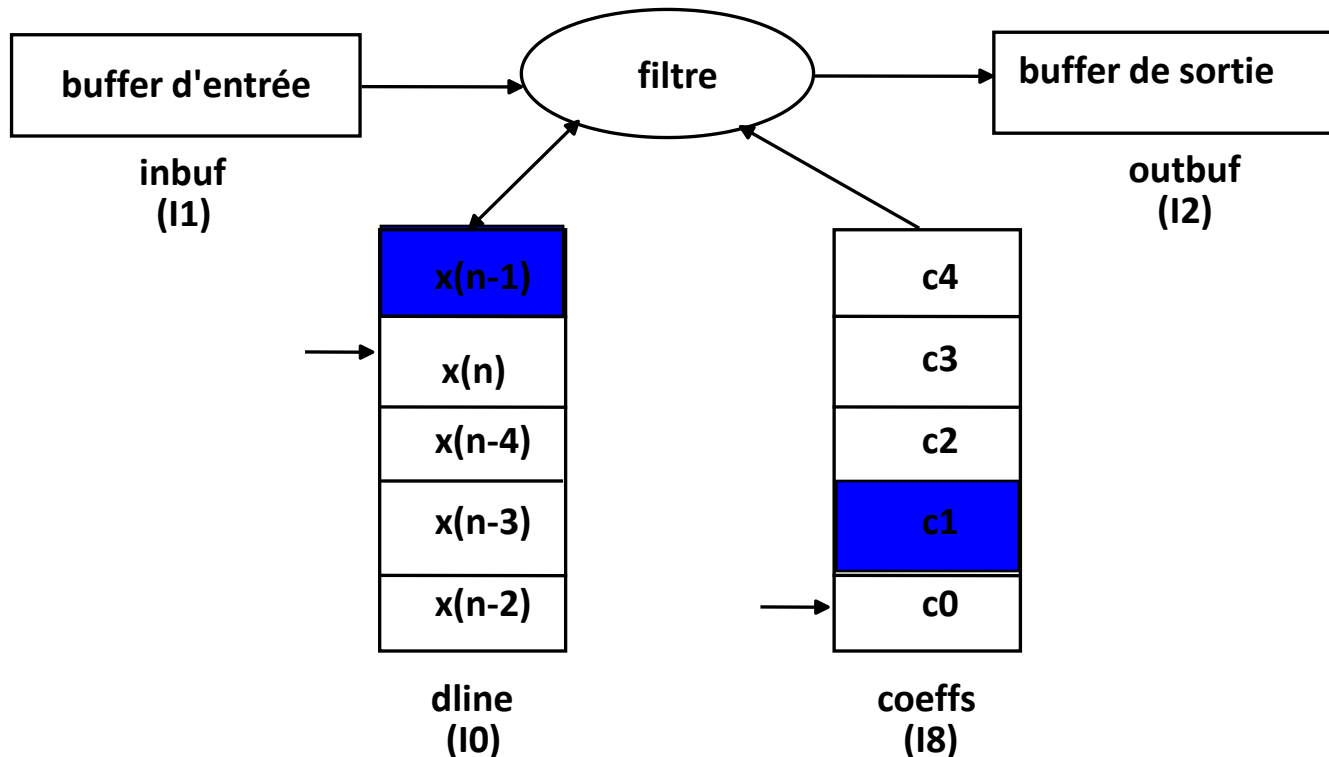 buffer d'entrée
filtre
buffer de sortie
inbuf
(I1)
outbuf
(I2)
x(n-1)
x(n)
x(n-4)
x(n-3)
x(n-2)
dline
(I0)
c4
c3
c2
c1
c0
coeffs
(I8)